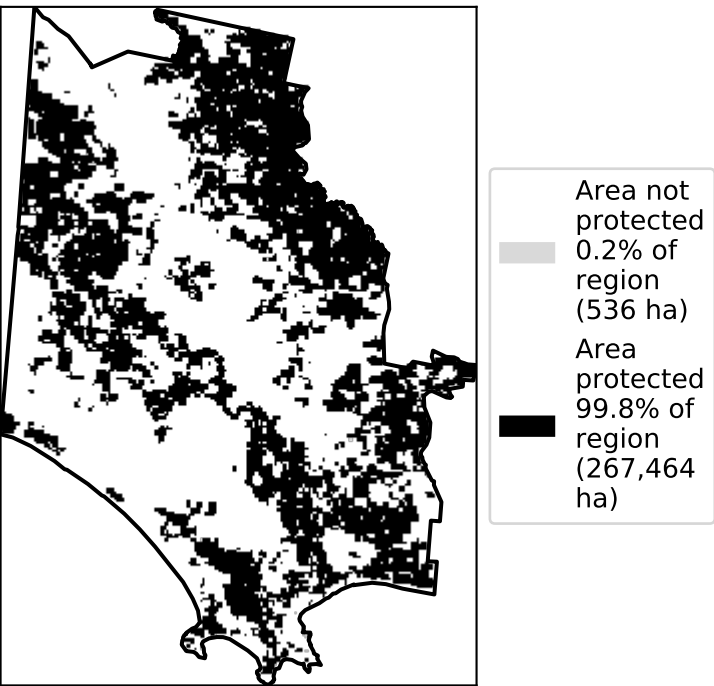 Area not
protected
0.2% of
region
(536 ha)
Area
protected
99.8% of
region
(267,464
ha)